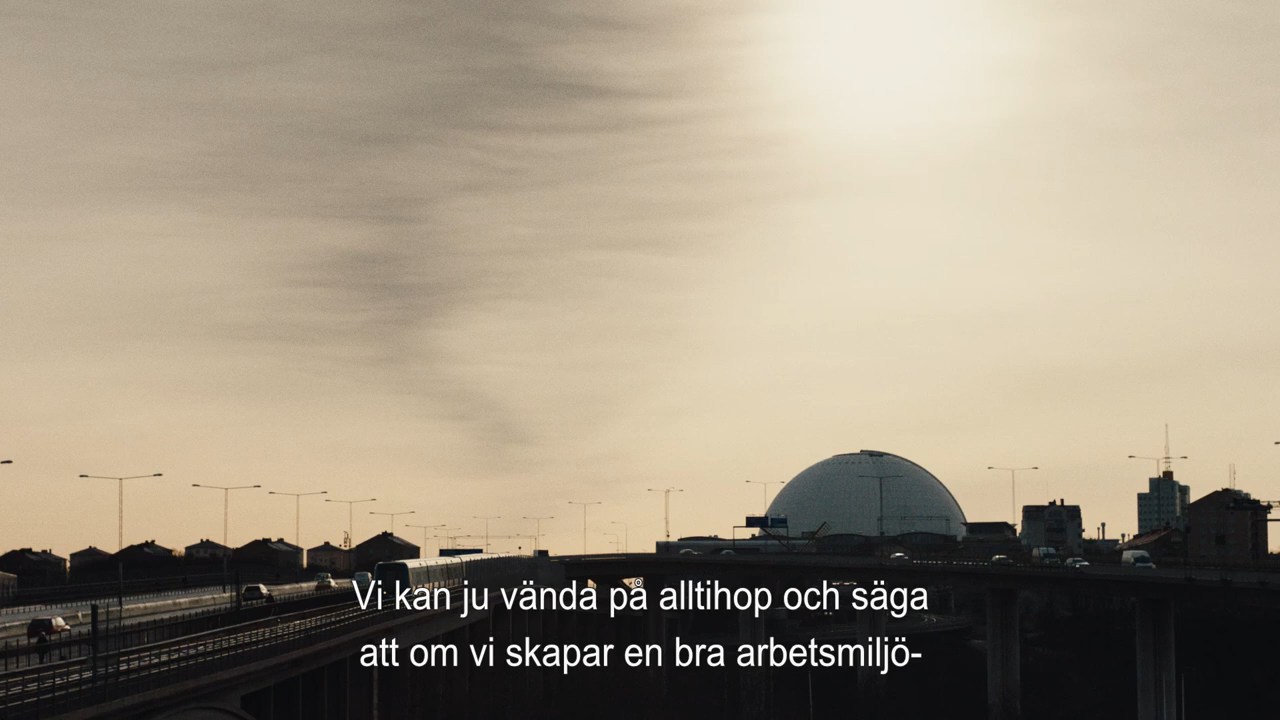 Vi kan ju vända på alltihop och säga
att om vi skapar en bra arbetsmiljö-